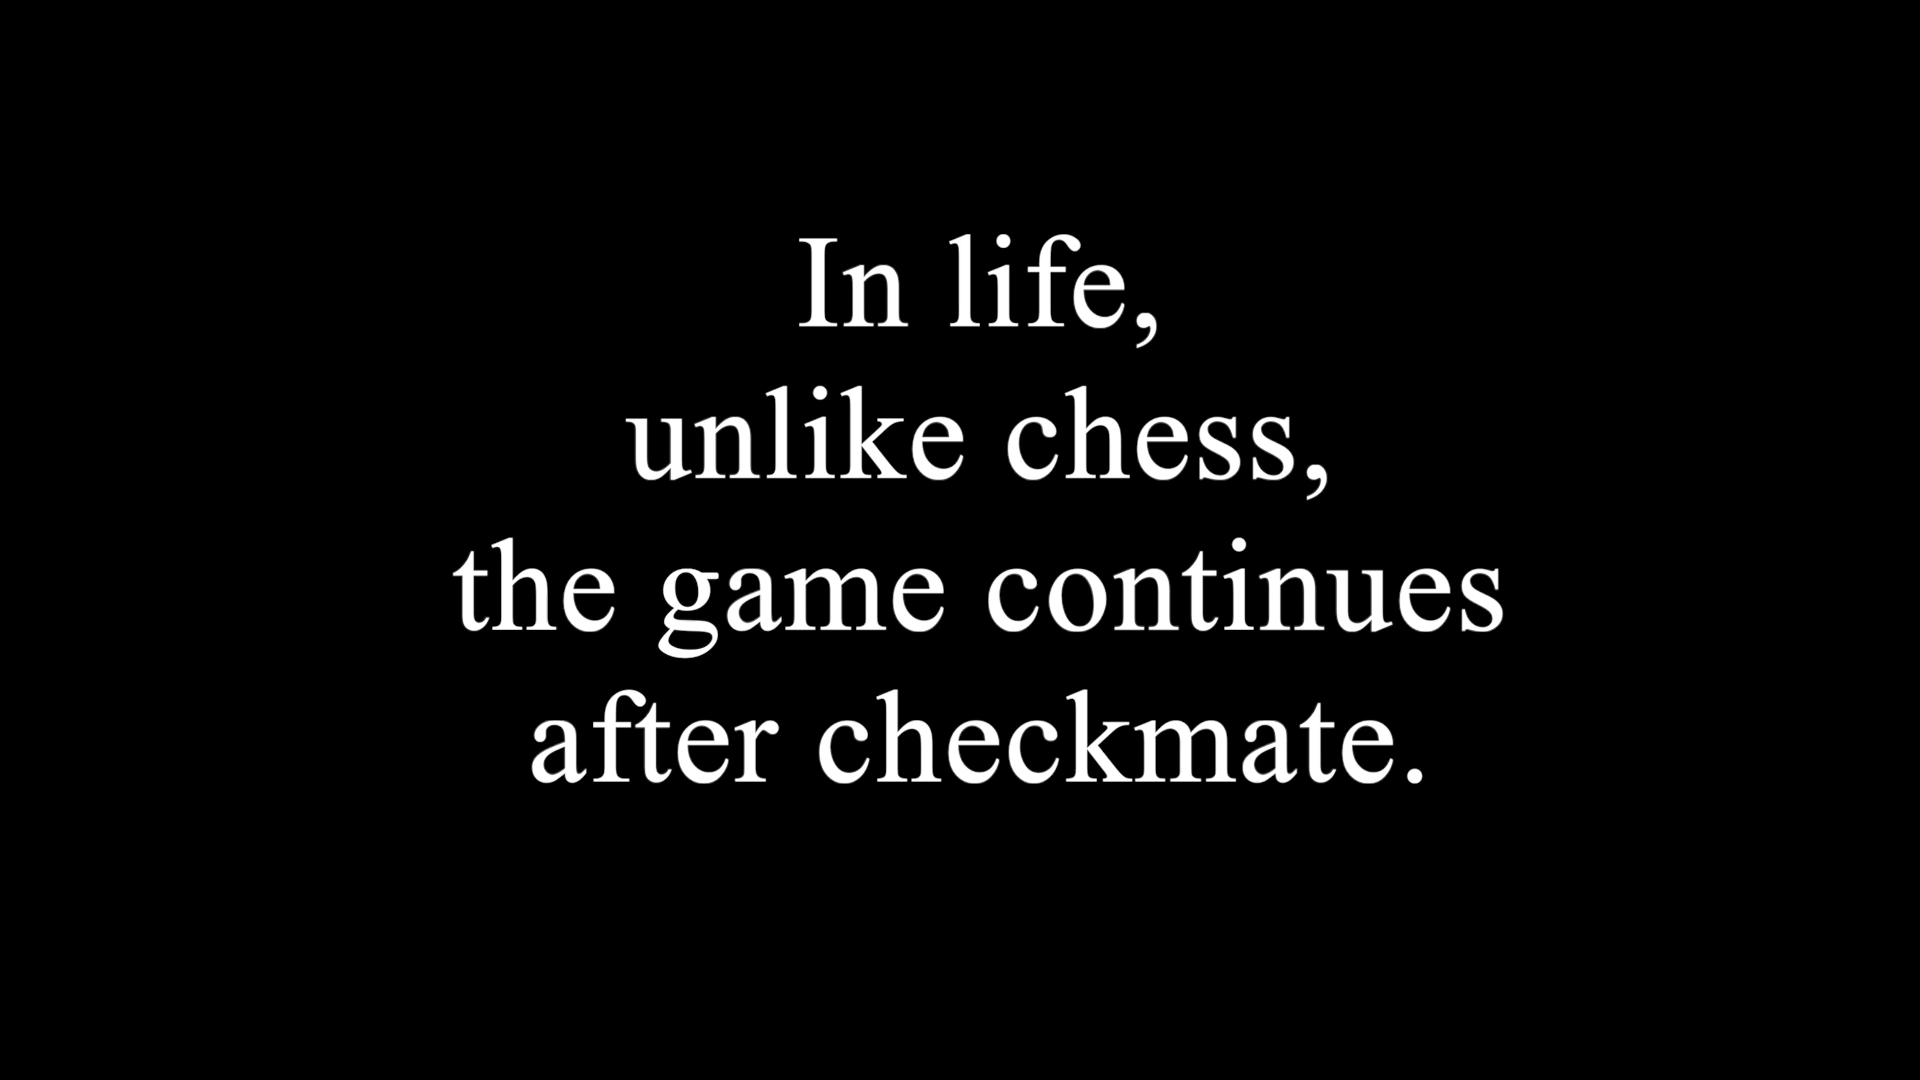 In life,
unlike chess,
the game continues
after checkmate.